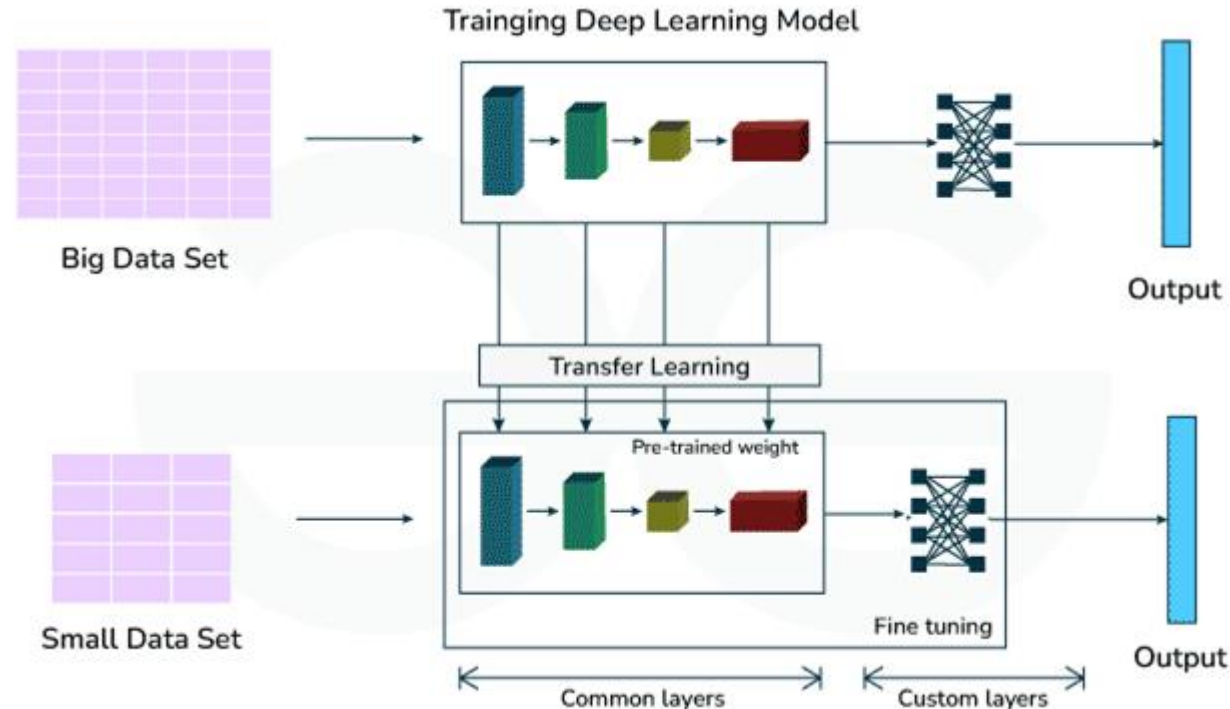 Trainging Deep Learning Model
Big Data Set
Output
Transfer Learning
Pre-trained weight
Small Data Set
Fine tuning
Output
Common layers
Custom layers